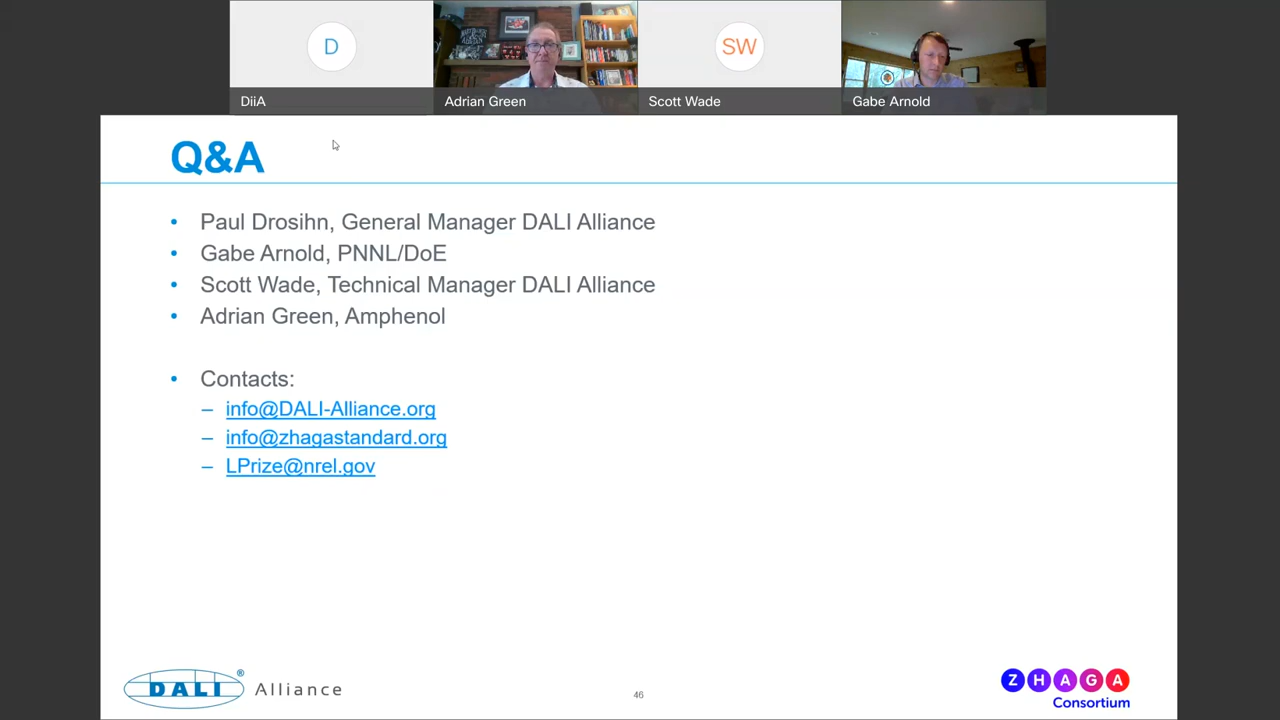 D
SW
DiiA
Adrian Green
Scott Wade
Gabe Arnold
Q&A
• Paul Drosihn, General Manager DALI Alliance
• Gabe Arnold, PNNL/DoE
• Scott Wade, Technical Manager DALI Alliance
• Adrian Green, Amphenol
• Contacts:
– info@DALI-Alliance.org
– info@zhagastandard.org
– LPrize@nrel.gov
DALI® Alliance
46
ZHAGA
Consortium